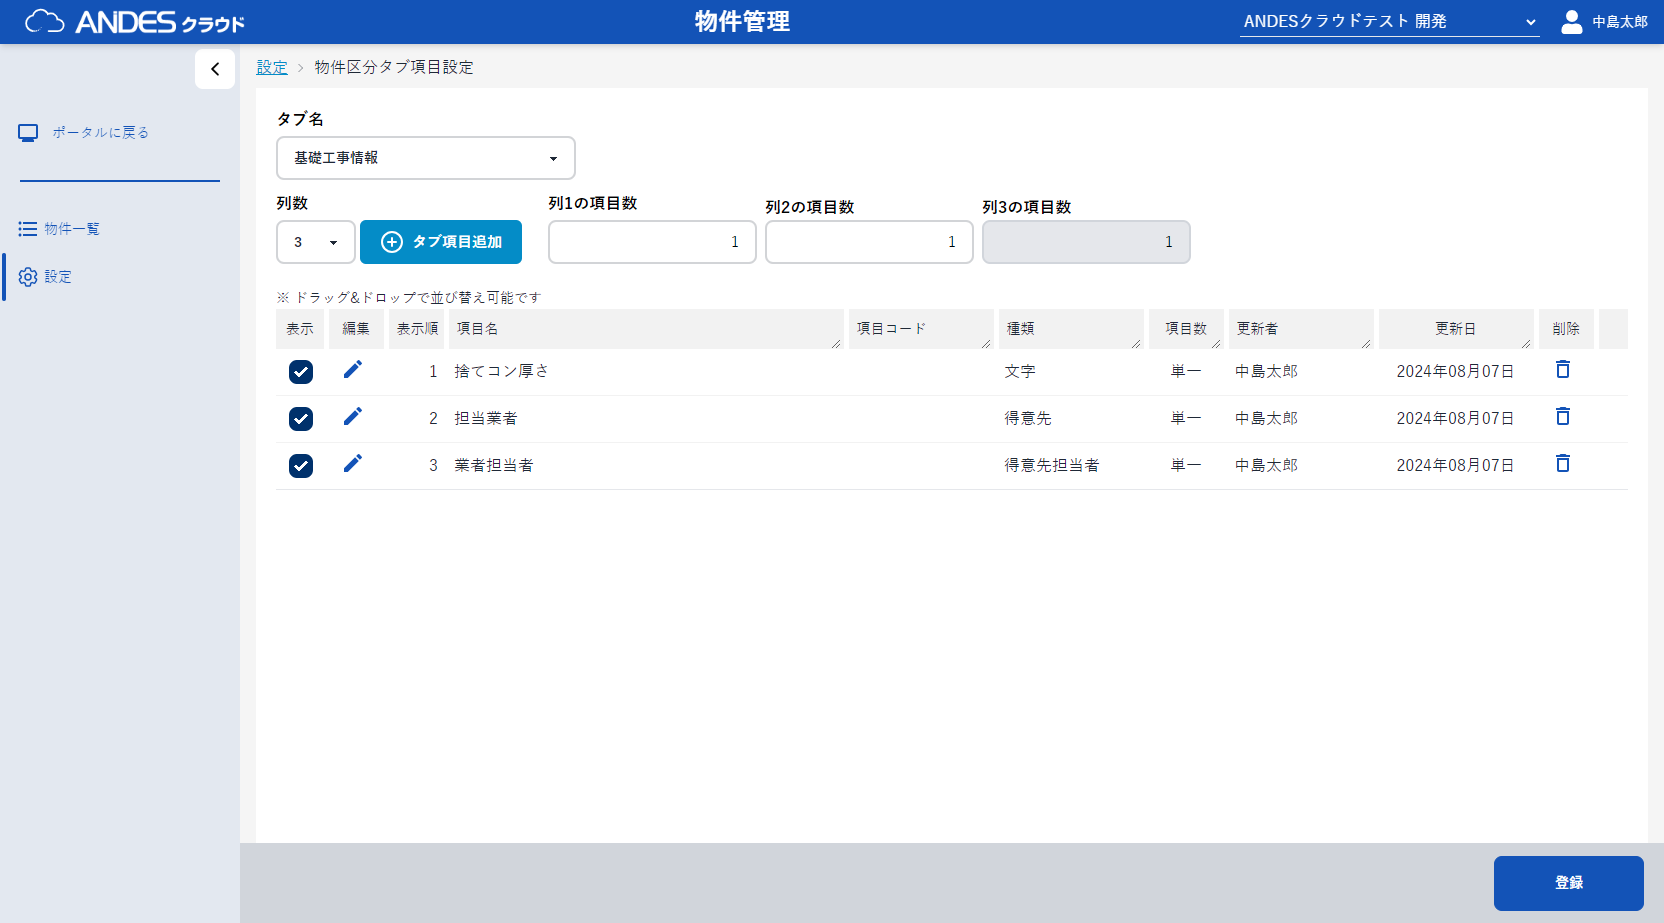 ANDES クラウド
物件管理
ANDESクラウドテスト 開発
中島太郎
ポータルに戻る
物件一覧
設定
設定 > 物件区分タブ項目設定
タブ名
基礎工事情報
列数 列1の項目数 列2の項目数 列3の項目数
3 タブ項目追加 1 1 1
※ ドラッグ&ドロップで並び替え可能です
表示 編集 表示順 項目名 項目コード 種類 項目数 更新者 更新日 削除
1 捨てコン厚さ 文字 単一 中島太郎 2024年08月07日
2 担当業者 得意先 単一 中島太郎 2024年08月07日
3 業者担当者 得意先担当者 単一 中島太郎 2024年08月07日
登録